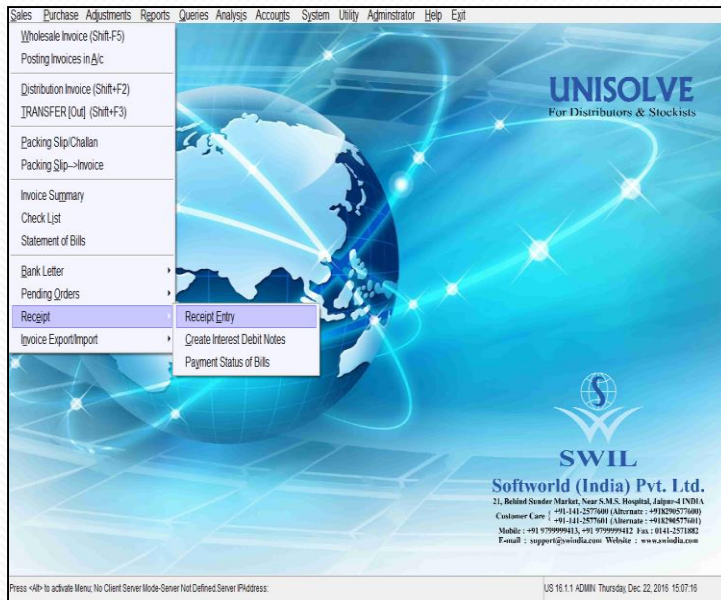 Sales Purchase Adjustments Reports Queries Analysis Accounts System Utility Adminstrator Help Exit
Wholesale Invoice (Shift-F5)
Posting Invoices in A/c
Distribution Invoice (Shift+F2)
TRANSFER [Out] (Shift+F3)
Packing Slip/Challan
Packing Slip-->Invoice
Invoice Summary
Check List
Statement of Bills
Bank Letter
Pending Orders
Receipt
Invoice Export/Import
Receipt Entry
Create Interest Debit Notes
Payment Status of Bills
UNISOLVE
For Distributors & Stockists
S
SWIL
Softworld (India) Pvt. Ltd.
21, Behind Sunder Market, Near S.M.S. Hospital, Jaipur-4 INDIA
Customer Care { +91-141-2577600 (Alternate : +918290577600)
+91-141-2577601 (Alternate : +918290577601)
Mobile : +91 9799999413, +91 9799999412 Fax : 0141-2571882
E-mail : support@swindia.com Website : www.swindia.com
Press <Alt> to activate Menu; No Client Server Mode-Server Not Defined.Server IPAddress:
US 16.1.1 ADMIN Thursday, Dec. 22, 2016 15:07:16